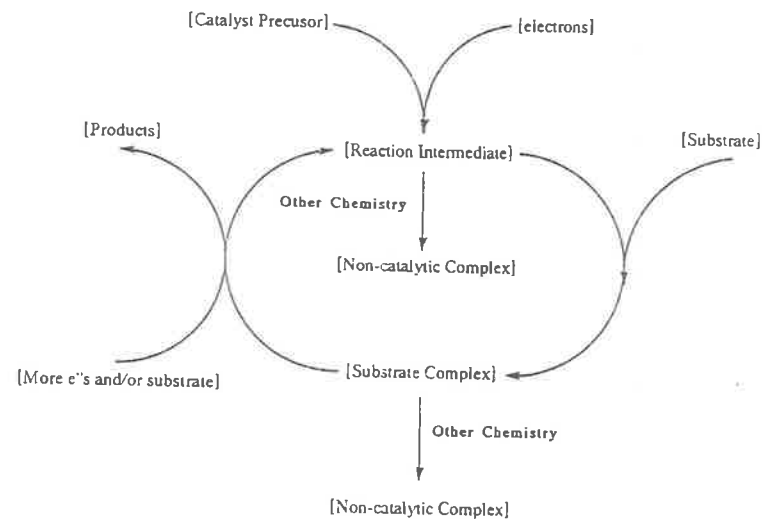 [Catalyst Precusor]
[electrons]
[Products]
[Reaction Intermediate]
[Substrate]
Other Chemistry
[Non-catalytic Complex]
[More e"s and/or substrate]
[Substrate Complex]
Other Chemistry
[Non-catalytic Complex]